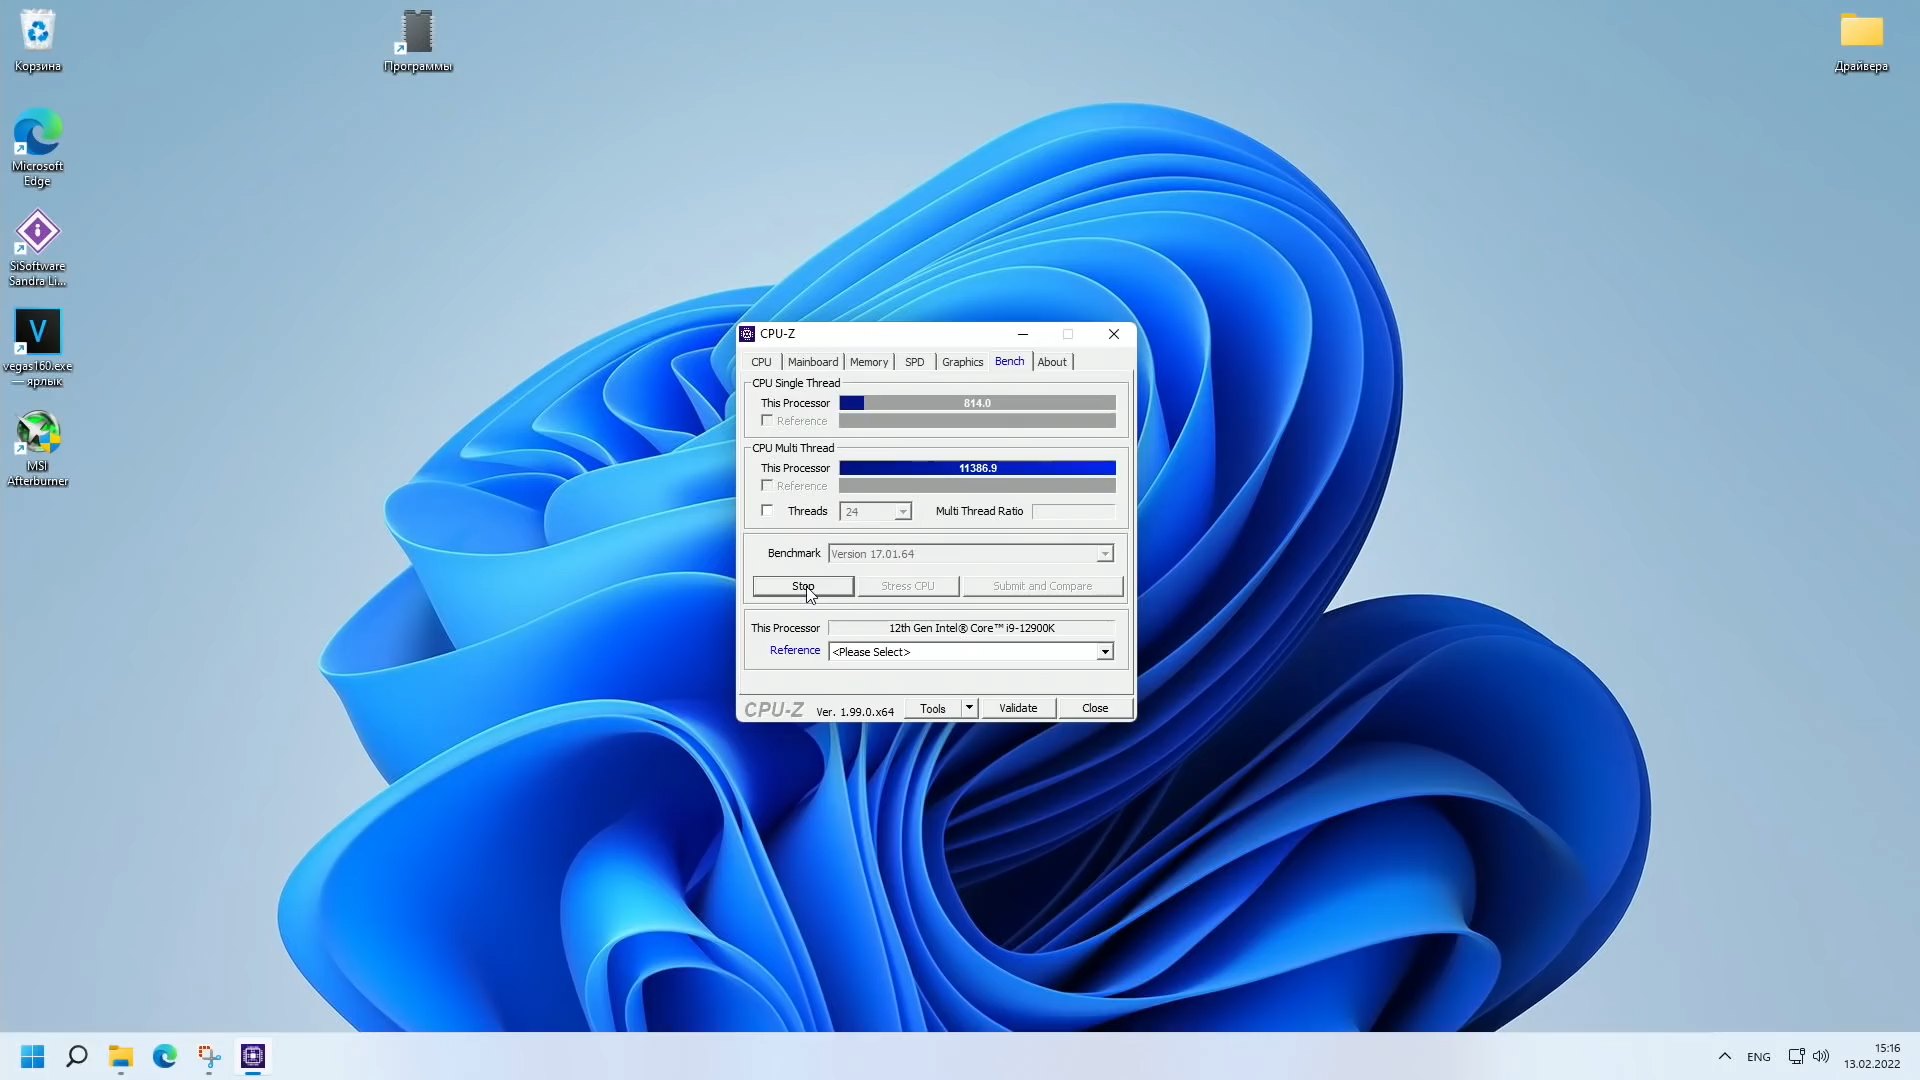 Корзина
Программы
Драйвера
Microsoft
Edge
SiSoftware
Sandra Li...
vegas160.exe
— ярлык
MSI
Afterburner
CPU-Z
CPU Mainboard Memory SPD Graphics Bench About
CPU Single Thread
This Processor 814.0
Reference
CPU Multi Thread
This Processor 11386.9
Reference
Threads 24 Multi Thread Ratio
Benchmark Version 17.01.64
Stop Stress CPU Submit and Compare
This Processor 12th Gen Intel® Core™ i9-12900K
Reference <Please Select>
CPU-Z Ver. 1.99.0.x64 Tools Validate Close
ENG
15:16
13.02.2022